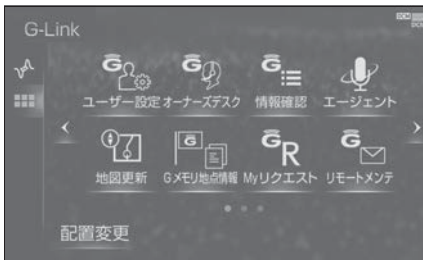 G-Link
DCM
ユーザー設定 オーナーズデスク 情報確認 エージェント
地図更新 Gメモリ地点情報 Myリクエスト リモートメンテ
配置変更